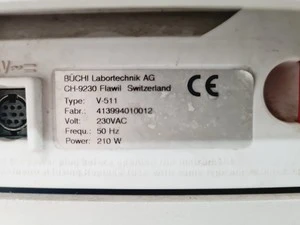 BÜCHI Labortechnik AG
CH-9230 Flawil Switzerland
Type: V-511
Fabr.: 413994010012
Volt: 230VAC
Frequ.: 50 Hz
Power: 210 W
CE